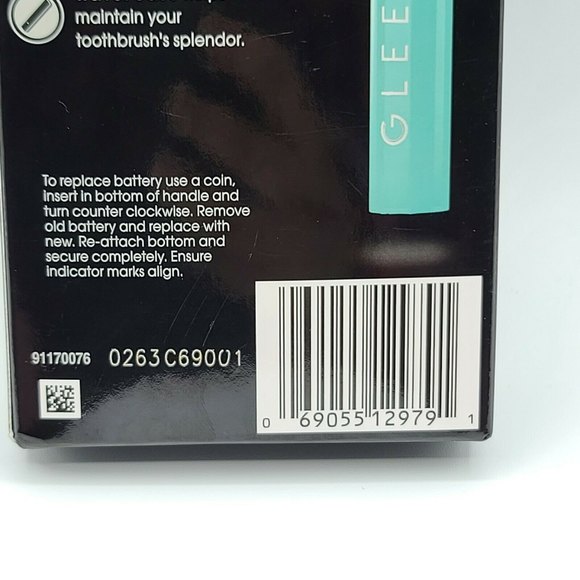 maintain your
toothbrush's splendor.
GLEE
To replace battery use a coin,
insert in bottom of handle and
turn counter clockwise. Remove
old battery and replace with
new. Re-attach bottom and
secure completely. Ensure
indicator marks align.
91170076 0263C69001
0 69055 12979 1